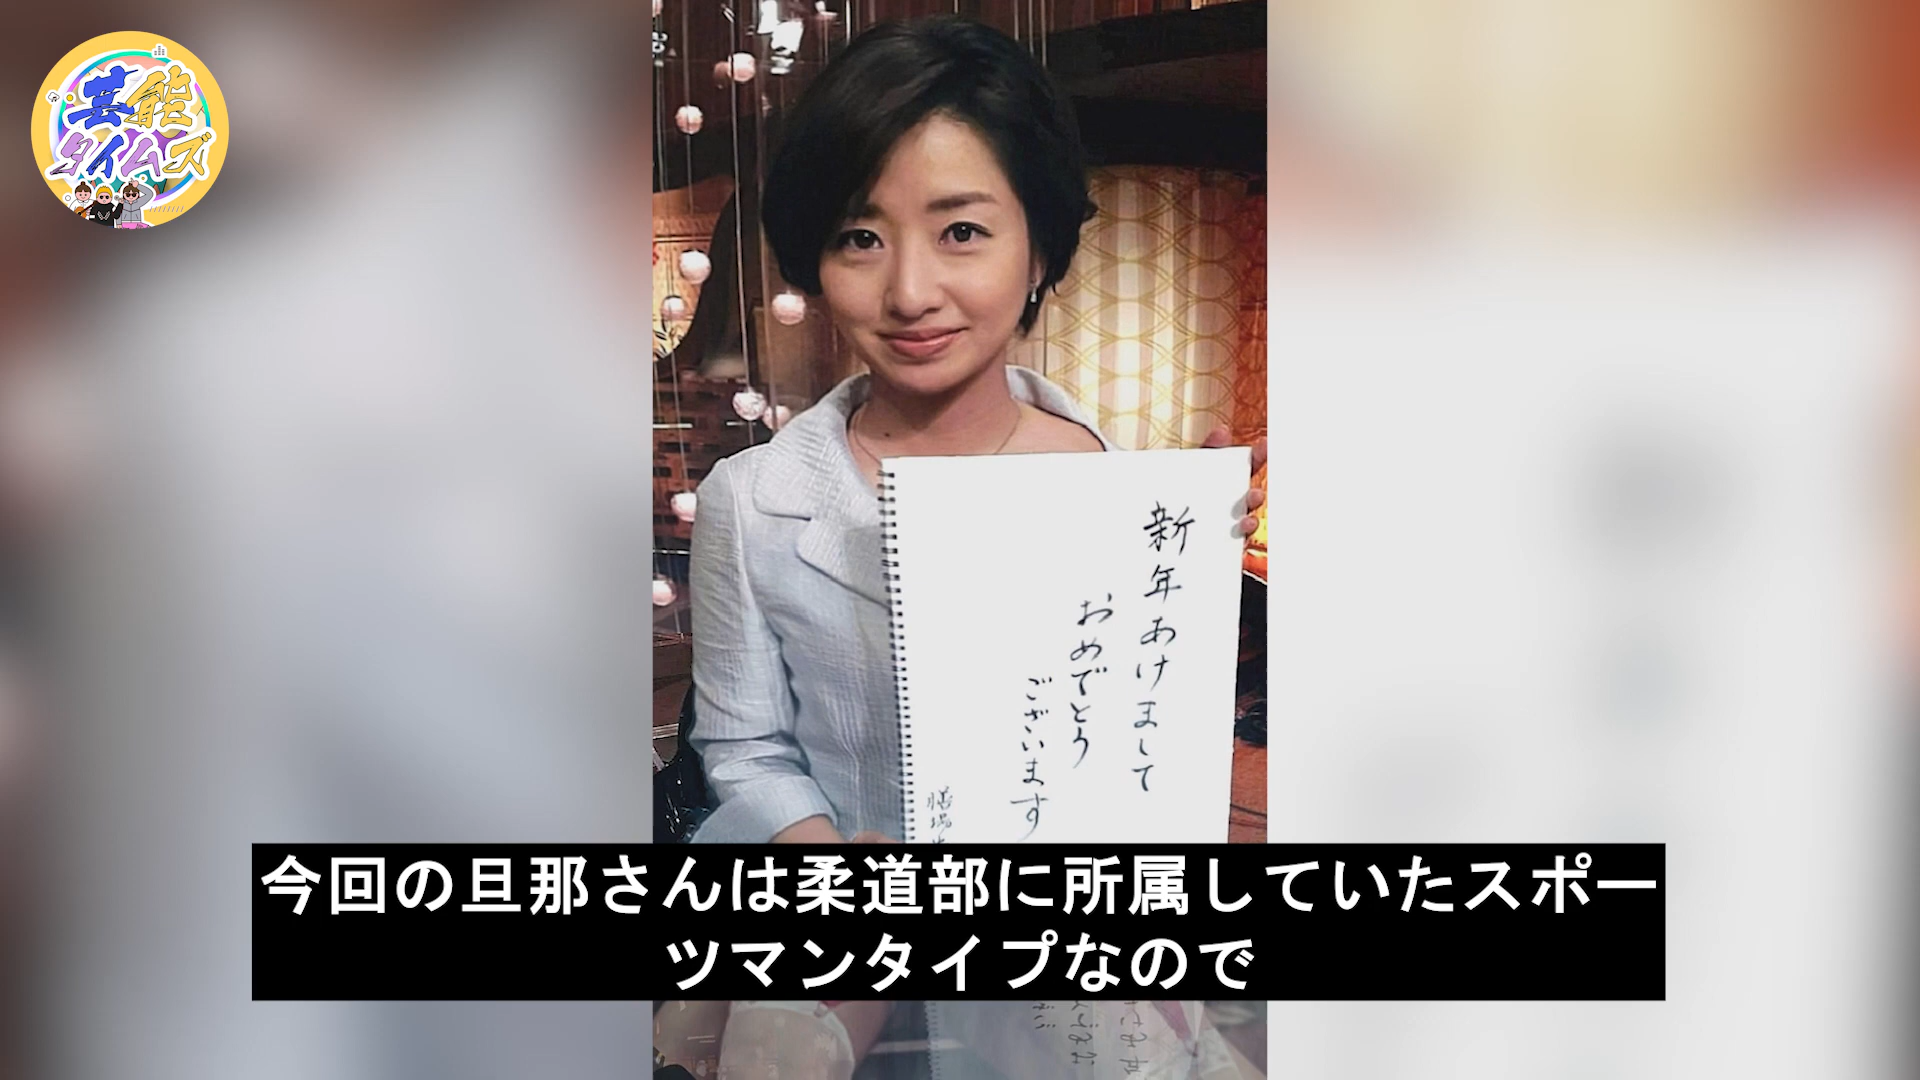 芸能
タイムズ
新年あけまして
おめでとう
ございます
膳場
今回の旦那さんは柔道部に所属していたスポー
ツマンタイプなので